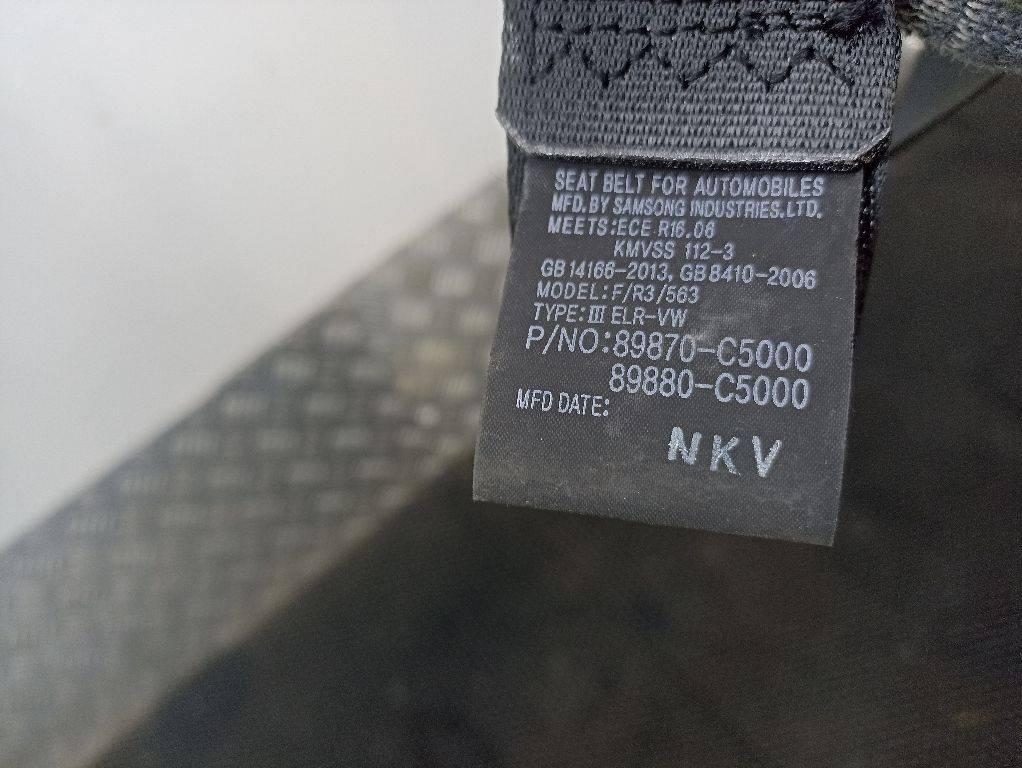 SEAT BELT FOR AUTOMOBILES
MFD. BY SAMSONG INDUSTRIES.LTD.
MEETS:ECE R16.06
KMVSS 112-3
GB 14166-2013, GB 8410-2006
MODEL:F/R3/563
TYPE:Ⅲ ELR-VW
P/NO:89870-C5000
89880-C5000
MFD DATE:
NKV